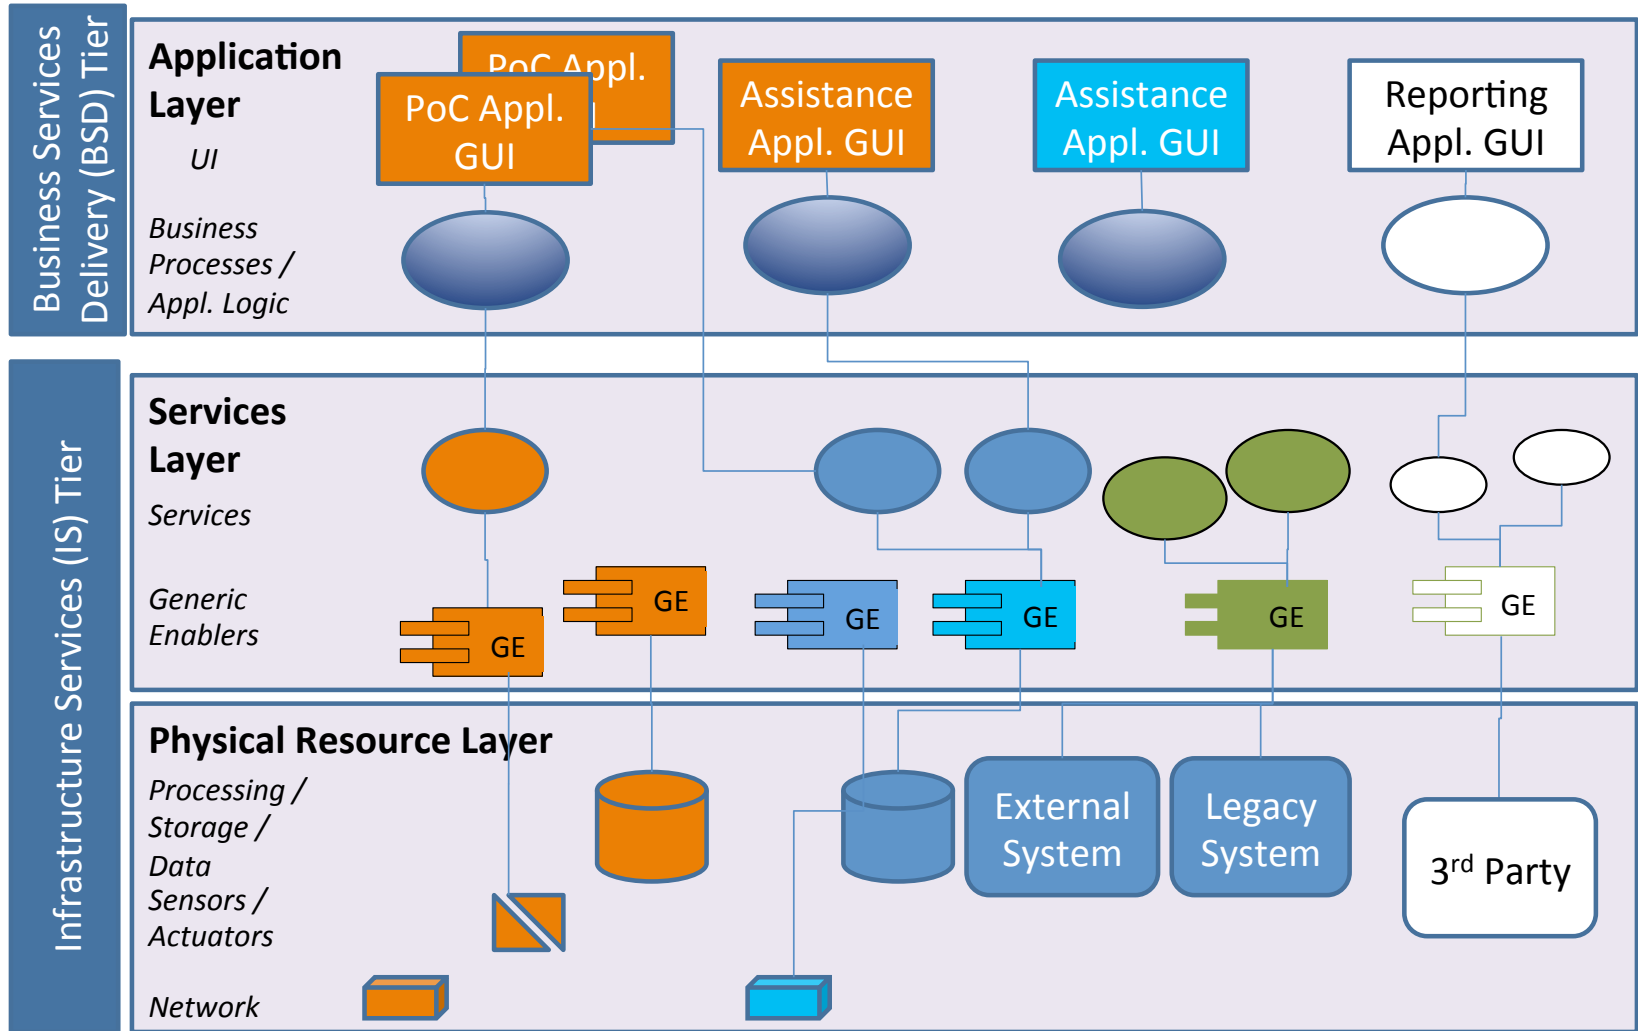 Business Services
Delivery (BSD) Tier
Application
Layer
UI
Business
Processes /
Appl. Logic
PoC Appl.
PoC Appl.
GUI
Assistance
Appl. GUI
Assistance
Appl. GUI
Reporting
Appl. GUI
Infrastructure Services (IS) Tier
Services
Layer
Services
Generic
Enablers
GE
GE
GE
GE
GE
GE
Physical Resource Layer
Processing /
Storage /
Data
Sensors /
Actuators
Network
External
System
Legacy
System
3rd Party